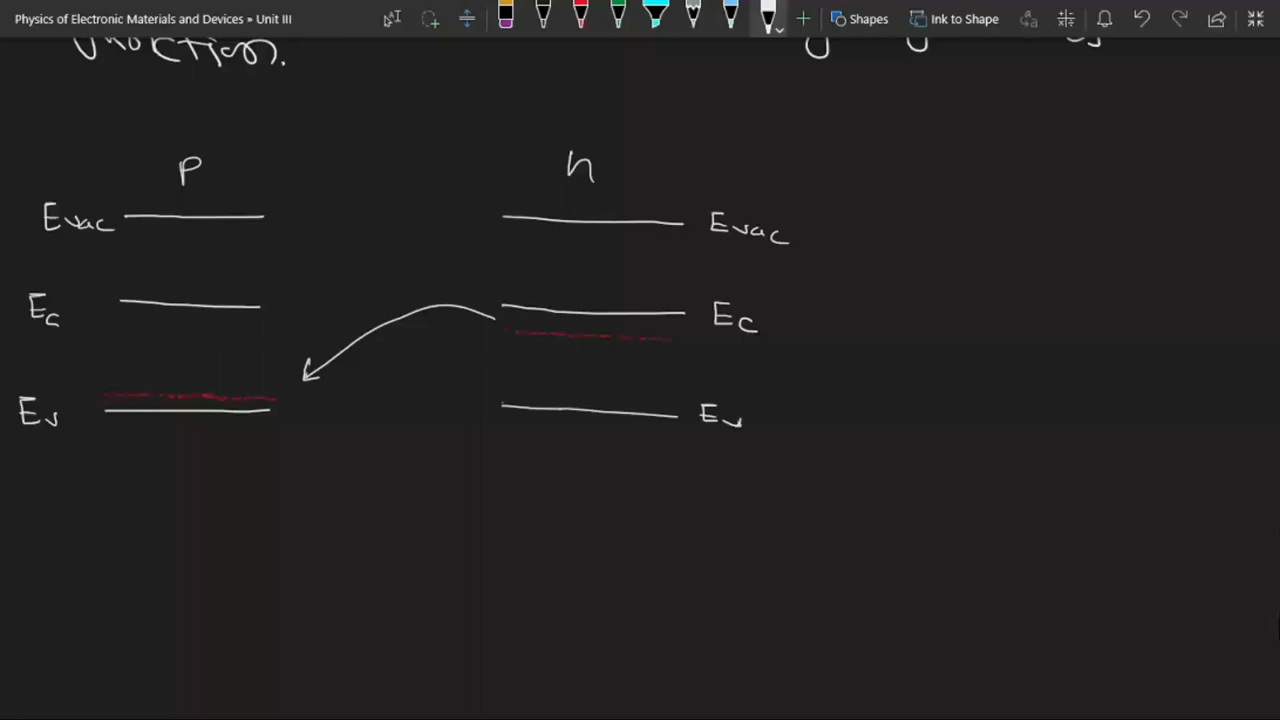 Physics of Electronic Materials and Devices » Unit III
Shapes
Ink to Shape
p n
Evac Evac
Ec Ec
Ev Ev